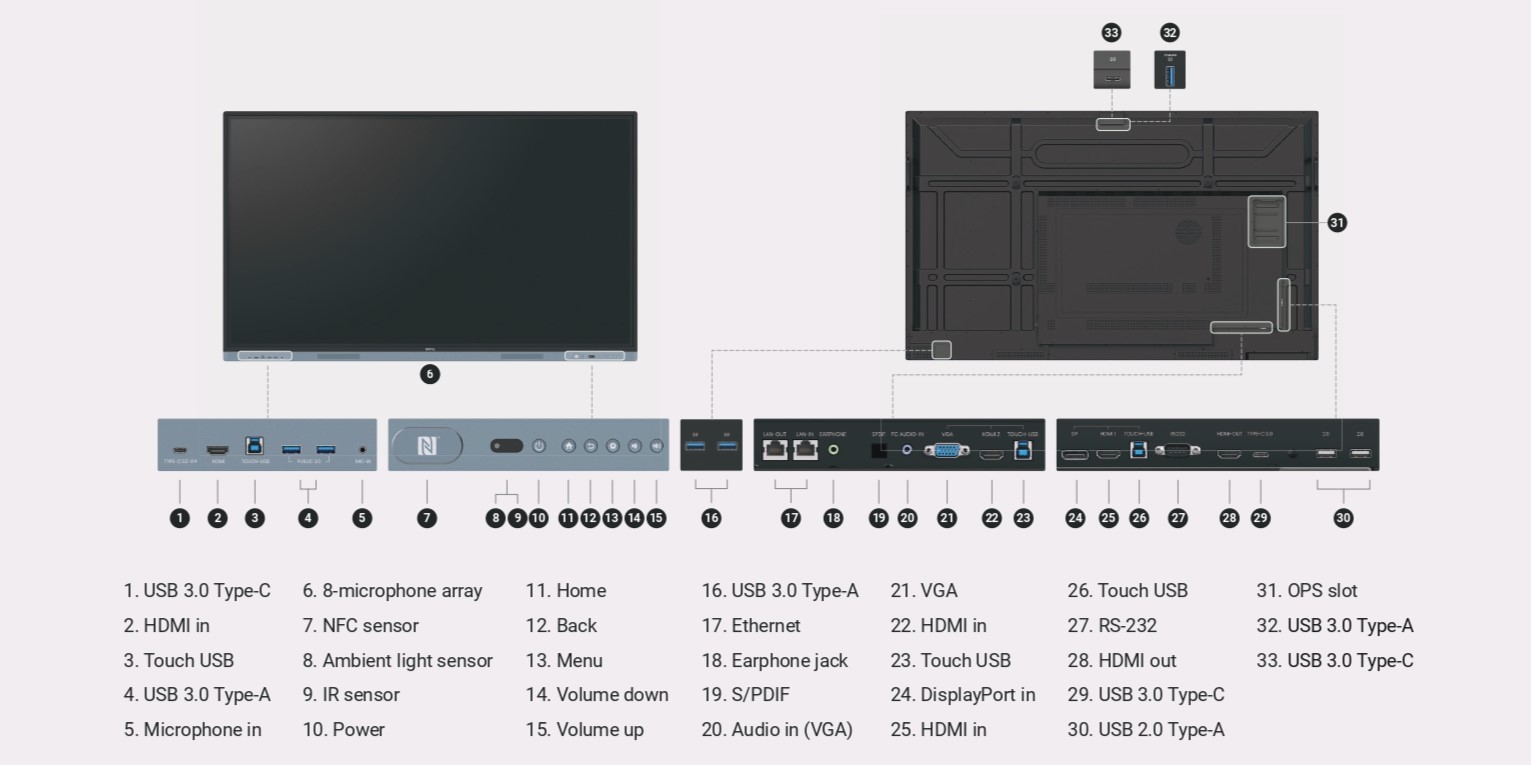 33 32
31
BenQ
6
TYPE-C 3.0 HDMI TOUCH-USB PUBLIC 3.0 MIC-IN
N
3.0 3.0
LAN-OUT LAN-IN EARPHONE SPDIF PC AUDIO-IN VGA HDMI 2 TOUCH-USB
DP HDMI 1 TOUCH-USB RS232 HDMI-OUT TYPE-C 3.0 2.0 2.0
1 2 3 4 5 7 8 9 10 11 12 13 14 15 16 17 18 19 20 21 22 23 24 25 26 27 28 29 30
1. USB 3.0 Type-C
2. HDMI in
3. Touch USB
4. USB 3.0 Type-A
5. Microphone in
6. 8-microphone array
7. NFC sensor
8. Ambient light sensor
9. IR sensor
10. Power
11. Home
12. Back
13. Menu
14. Volume down
15. Volume up
16. USB 3.0 Type-A
17. Ethernet
18. Earphone jack
19. S/PDIF
20. Audio in (VGA)
21. VGA
22. HDMI in
23. Touch USB
24. DisplayPort in
25. HDMI in
26. Touch USB
27. RS-232
28. HDMI out
29. USB 3.0 Type-C
30. USB 2.0 Type-A
31. OPS slot
32. USB 3.0 Type-A
33. USB 3.0 Type-C